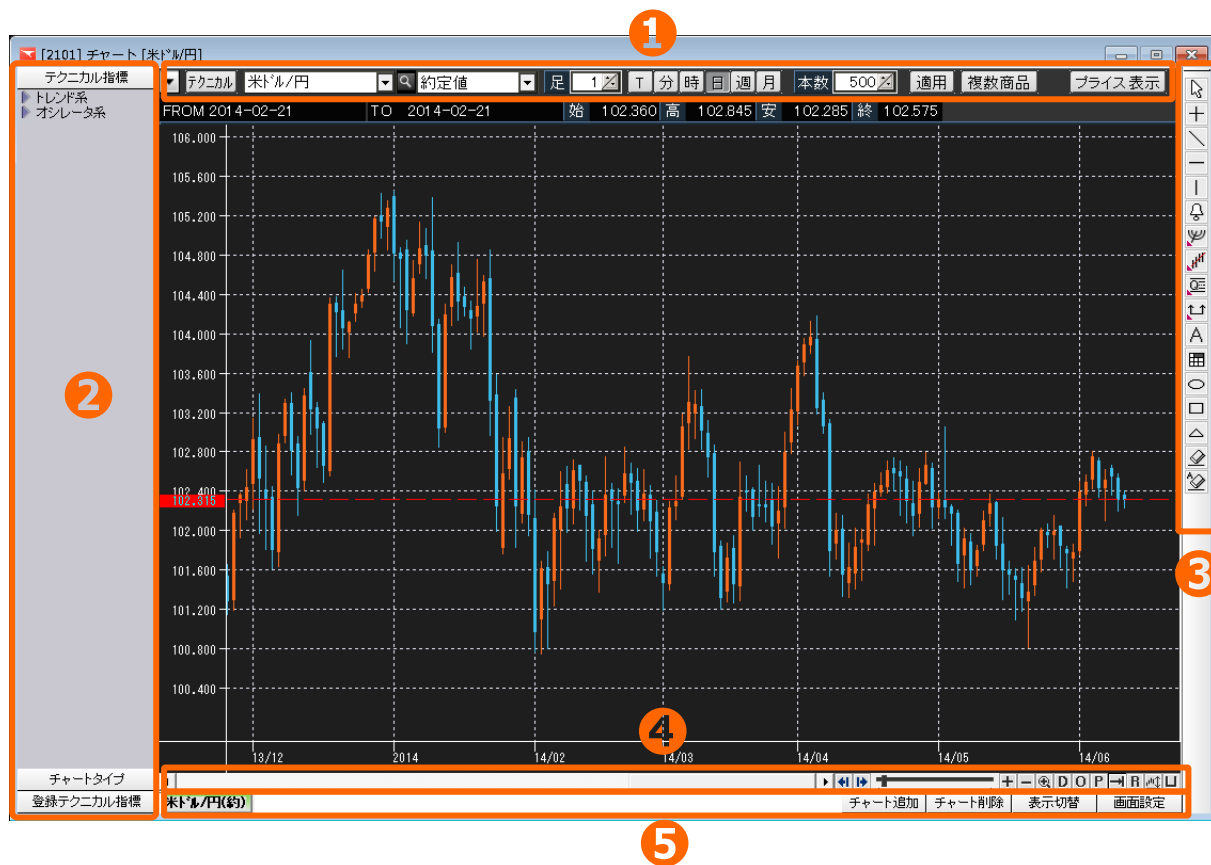 1
[2101] チャート [米ドル/円]
テクニカル指標
トレンド系
オシレータ系
テクニカル 米ドル/円 約定値 足 1 T 分 時 日 週 月 本数 500 適用 複数商品 プライス表示
FROM 2014-02-21 TO 2014-02-21 始 102.360 高 102.845 安 102.285 終 102.575
106.000
105.600
105.200
104.800
104.400
104.000
103.600
103.200
102.800
102.400
102.315
102.000
101.600
101.200
100.800
100.400
2
A
3
4
13/12 2014 14/02 14/03 14/04 14/05 14/06
チャートタイプ
登録テクニカル指標
D O P R
米ドル/円(約) チャート追加 チャート削除 表示切替 画面設定
5